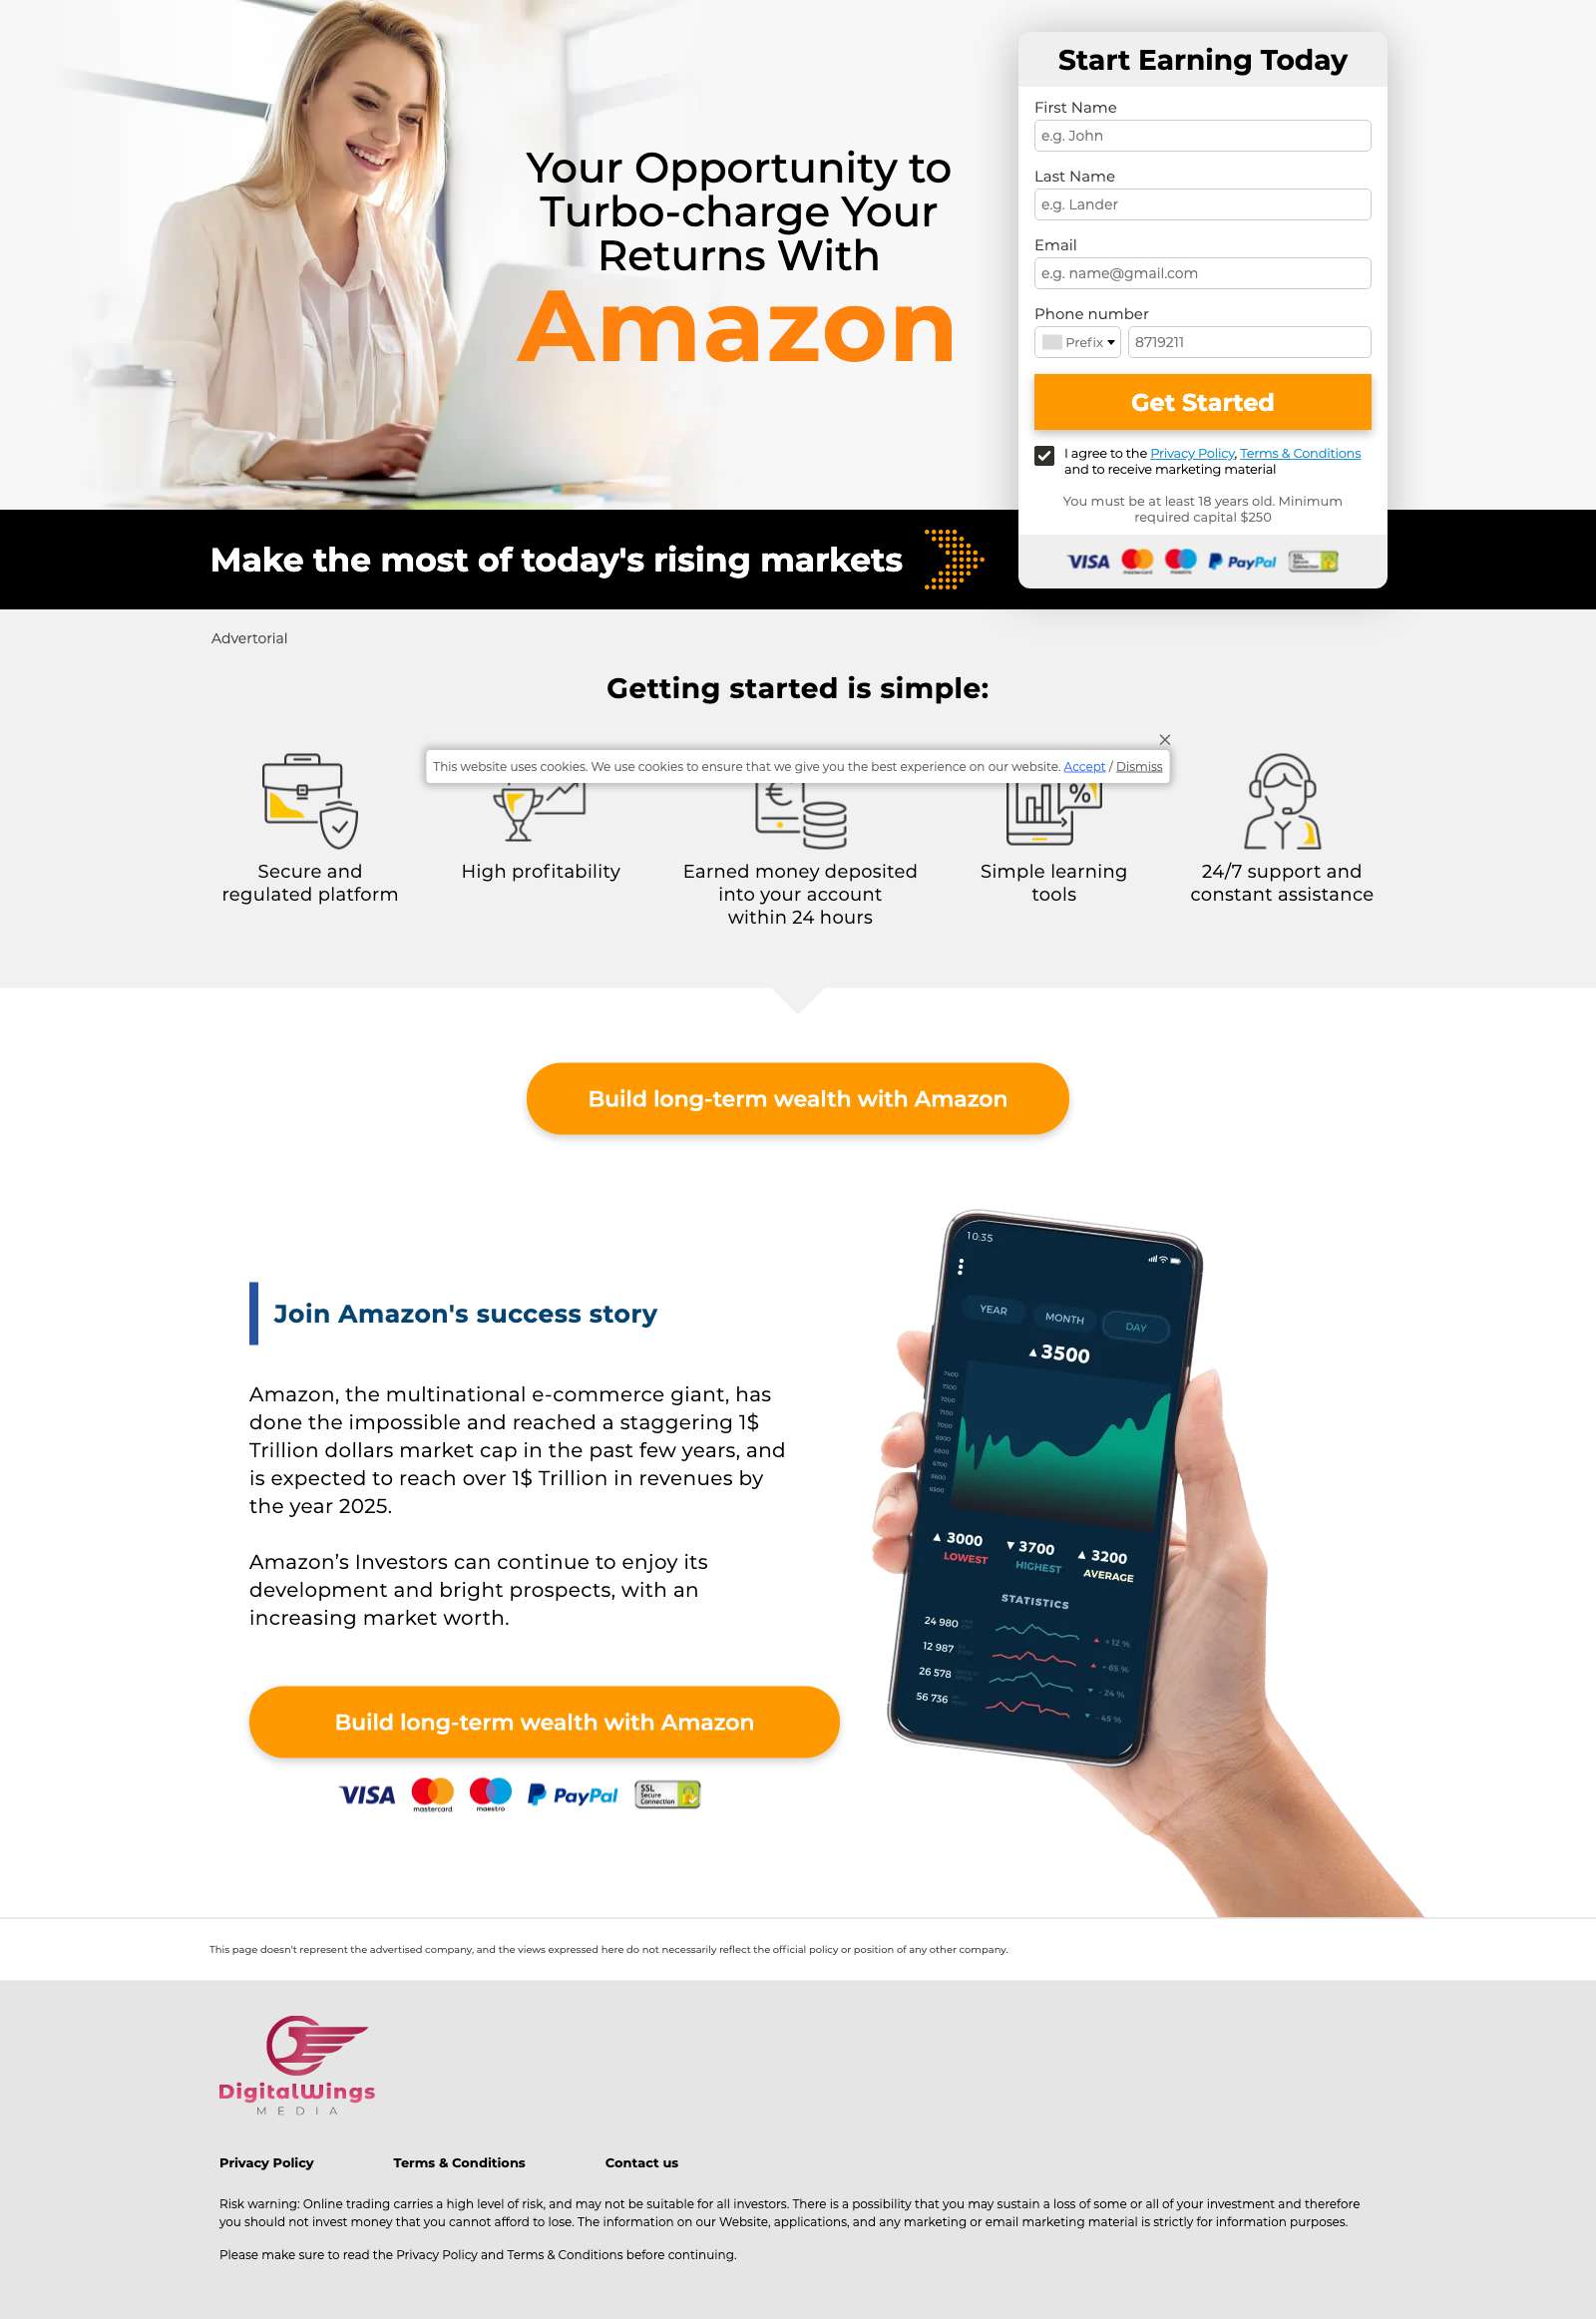 Your Opportunity to
Turbo-charge Your
Returns With
Amazon
Start Earning Today
First Name
e.g. John
Last Name
e.g. Lander
Email
e.g. name@gmail.com
Phone number
Prefix
8719211
Get Started
I agree to the Privacy Policy, Terms & Conditions
and to receive marketing material
You must be at least 18 years old. Minimum
required capital $250
VISA mastercard maestro PayPal SSL Secure Connection
Make the most of today's rising markets
Advertorial
Getting started is simple:
This website uses cookies. We use cookies to ensure that we give you the best experience on our website. Accept / Dismiss
€
%
Secure and
regulated platform
High profitability
Earned money deposited
into your account
within 24 hours
Simple learning
tools
24/7 support and
constant assistance
Build long-term wealth with Amazon
Join Amazon's success story
Amazon, the multinational e-commerce giant, has
done the impossible and reached a staggering 1$
Trillion dollars market cap in the past few years, and
is expected to reach over 1$ Trillion in revenues by
the year 2025.
Amazon’s Investors can continue to enjoy its
development and bright prospects, with an
increasing market worth.
Build long-term wealth with Amazon
VISA mastercard maestro PayPal SSL Secure Connection
10:35
YEAR MONTH DAY
3500
3000 3700 3200
LOWEST HIGHEST AVERAGE
STATISTICS
24 980 + 12 %
12 987 - 65 %
26 578 - 24 %
56 736 - 45 %
This page doesn't represent the advertised company, and the views expressed here do not necessarily reflect the official policy or position of any other company.
DigitalWings
MEDIA
Privacy Policy Terms & Conditions Contact us
Risk warning: Online trading carries a high level of risk, and may not be suitable for all investors. There is a possibility that you may sustain a loss of some or all of your investment and therefore
you should not invest money that you cannot afford to lose. The information on our Website, applications, and any marketing or email marketing material is strictly for information purposes.
Please make sure to read the Privacy Policy and Terms & Conditions before continuing.